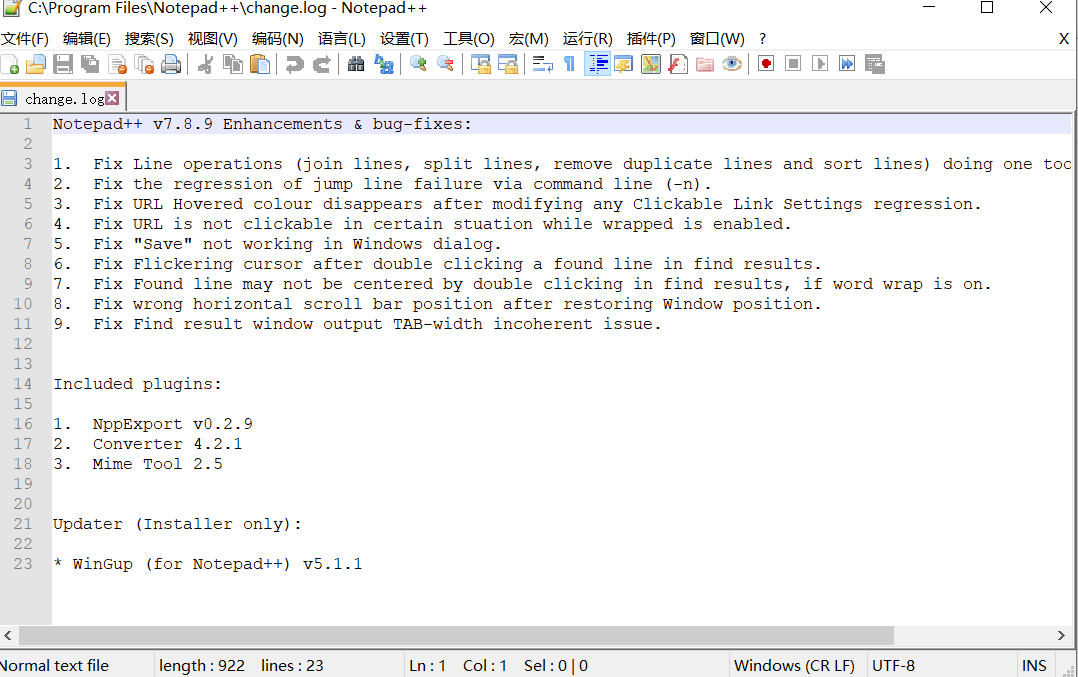 C:\Program Files\Notepad++\change.log - Notepad++
文件(F) 编辑(E) 搜索(S) 视图(V) 编码(N) 语言(L) 设置(T) 工具(O) 宏(M) 运行(R) 插件(P) 窗口(W) ? X
change.log
1 Notepad++ v7.8.9 Enhancements & bug-fixes:
2
3 1. Fix Line operations (join lines, split lines, remove duplicate lines and sort lines) doing one too
4 2. Fix the regression of jump line failure via command line (-n).
5 3. Fix URL Hovered colour disappears after modifying any Clickable Link Settings regression.
6 4. Fix URL is not clickable in certain stuation while wrapped is enabled.
7 5. Fix "Save" not working in Windows dialog.
8 6. Fix Flickering cursor after double clicking a found line in find results.
9 7. Fix Found line may not be centered by double clicking in find results, if word wrap is on.
10 8. Fix wrong horizontal scroll bar position after restoring Window position.
11 9. Fix Find result window output TAB-width incoherent issue.
12
13
14 Included plugins:
15
16 1. NppExport v0.2.9
17 2. Converter 4.2.1
18 3. Mime Tool 2.5
19
20
21 Updater (Installer only):
22
23 * WinGup (for Notepad++) v5.1.1
Normal text file length : 922 lines : 23 Ln : 1 Col : 1 Sel : 0 | 0 Windows (CR LF) UTF-8 INS